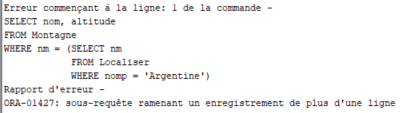 Erreur commençant à la ligne: 1 de la commande -
SELECT nom, altitude
FROM Montagne
WHERE nm = (SELECT nm
FROM Localiser
WHERE nomp = 'Argentine')
Rapport d'erreur -
ORA-01427: sous-requête ramenant un enregistrement de plus d'une ligne